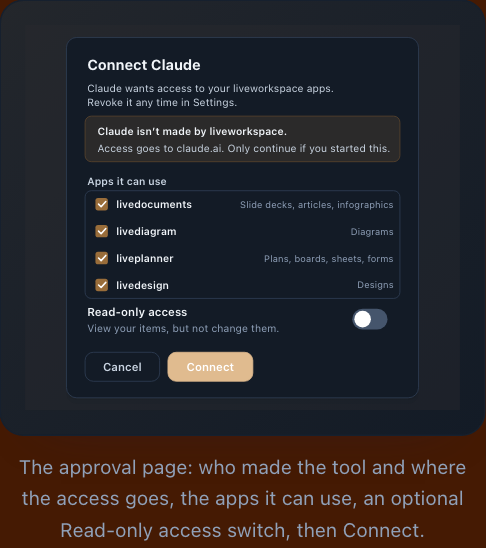 Connect Claude
Claude wants access to your liveworkspace apps.
Revoke it any time in Settings.
Claude isn’t made by liveworkspace.
Access goes to claude.ai. Only continue if you started this.
Apps it can use
livedocuments Slide decks, articles, infographics
livediagram Diagrams
liveplanner Plans, boards, sheets, forms
livedesign Designs
Read-only access
View your items, but not change them.
Cancel Connect
The approval page: who made the tool and where
the access goes, the apps it can use, an optional
Read-only access switch, then Connect.